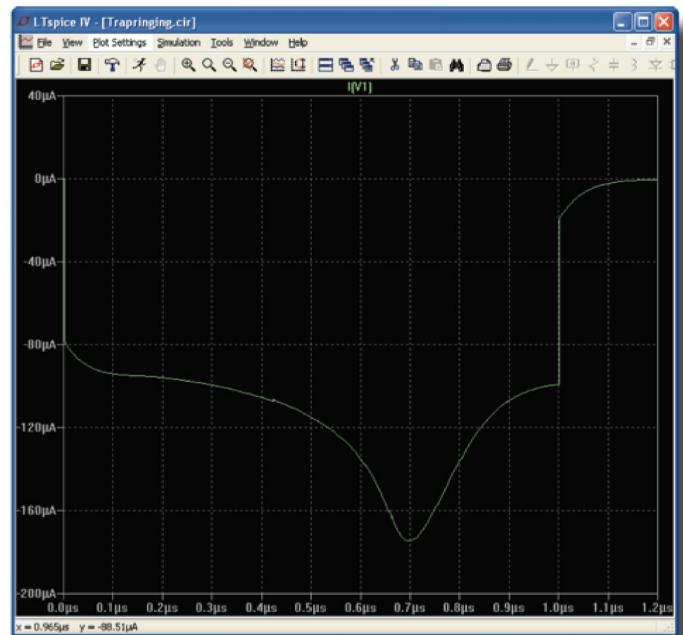 LTspice IV - [Trapringing.cir]
File View Plot Settings Simulation Tools Window Help
I(V1)
40µA
0µA
-40µA
-80µA
-120µA
-160µA
-200µA
0.0µs 0.1µs 0.2µs 0.3µs 0.4µs 0.5µs 0.6µs 0.7µs 0.8µs 0.9µs 1.0µs 1.1µs 1.2µs
x = 0.965µs y = -88.51µA